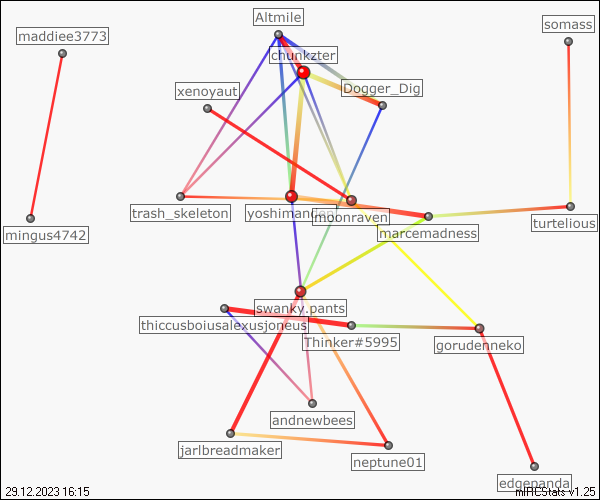 Altmile
somass
maddiee3773
chunkzter
Dogger_Dig
xenoyaut
trash_skeleton
moonraven
turtelious
marcemadness
mingus4742
swanky.pants
thiccusboiusalexusjoneus
Thinker#5995
gorudenneko
andnewbees
jarlbreadmaker
neptune01
edgepanda
29.12.2023 16:15
mIRCStats v1.25